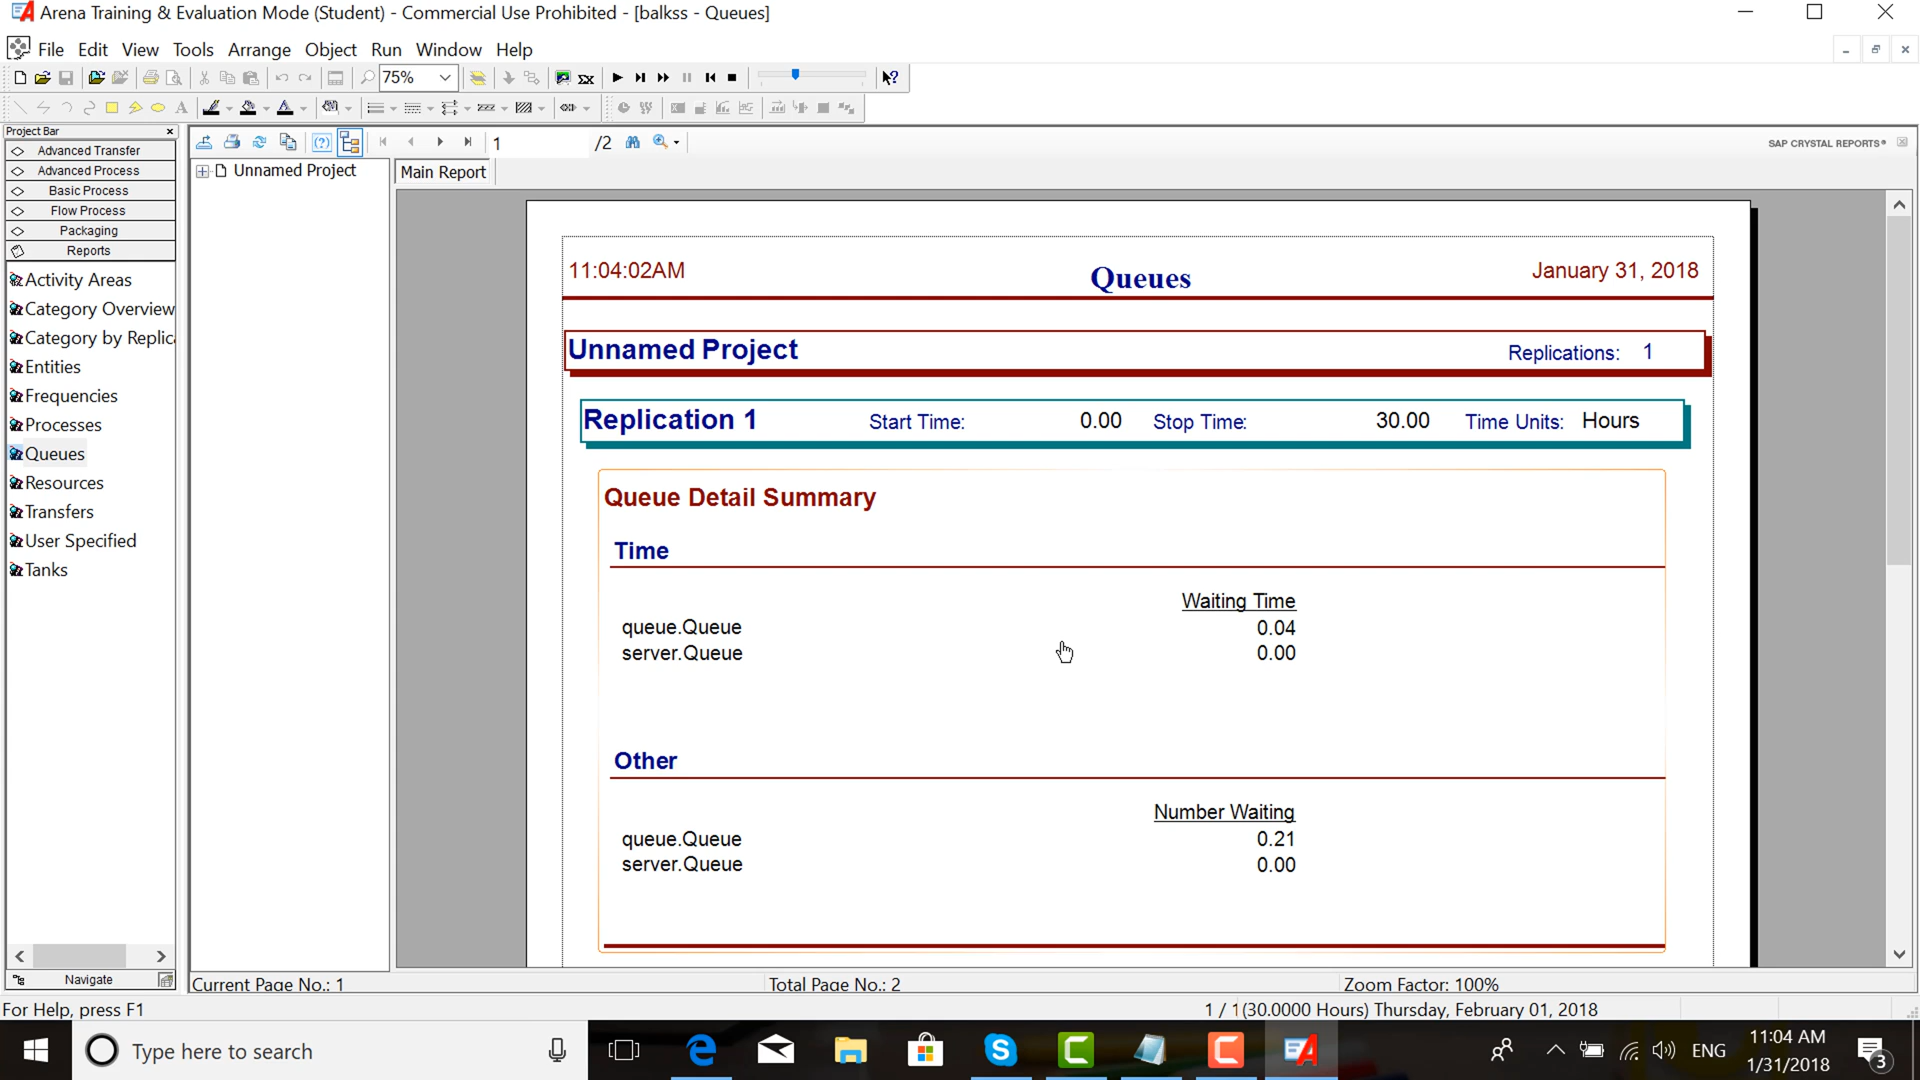 Arena Training & Evaluation Mode (Student) - Commercial Use Prohibited - [balkss - Queues]
File Edit View Tools Arrange Object Run Window Help
75%
Project Bar
Advanced Transfer
Advanced Process
Basic Process
Flow Process
Packaging
Reports
Activity Areas
Category Overview
Category by Replic
Entities
Frequencies
Processes
Queues
Resources
Transfers
User Specified
Tanks
Navigate
1 /2
SAP CRYSTAL REPORTS®
Unnamed Project
Main Report
11:04:02AM Queues January 31, 2018
Unnamed Project Replications: 1
Replication 1 Start Time: 0.00 Stop Time: 30.00 Time Units: Hours
Queue Detail Summary
Time
Waiting Time
queue.Queue 0.04
server.Queue 0.00
Other
Number Waiting
queue.Queue 0.21
server.Queue 0.00
Current Page No.: 1 Total Page No.: 2 Zoom Factor: 100%
For Help, press F1 1 / 1(30.0000 Hours) Thursday, February 01, 2018
Type here to search
ENG
11:04 AM
1/31/2018
3